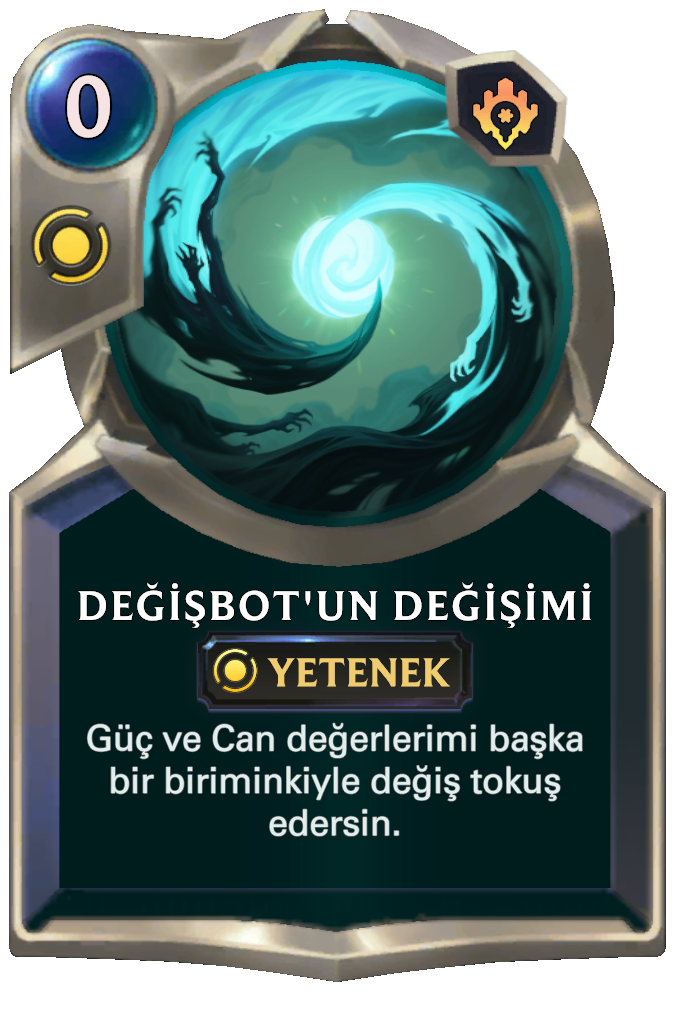 0
DEĞİŞBOT'UN DEĞİŞİMİ
YETENEK
Güç ve Can değerlerimi başka
bir biriminkiyle değiş tokuş
edersin.